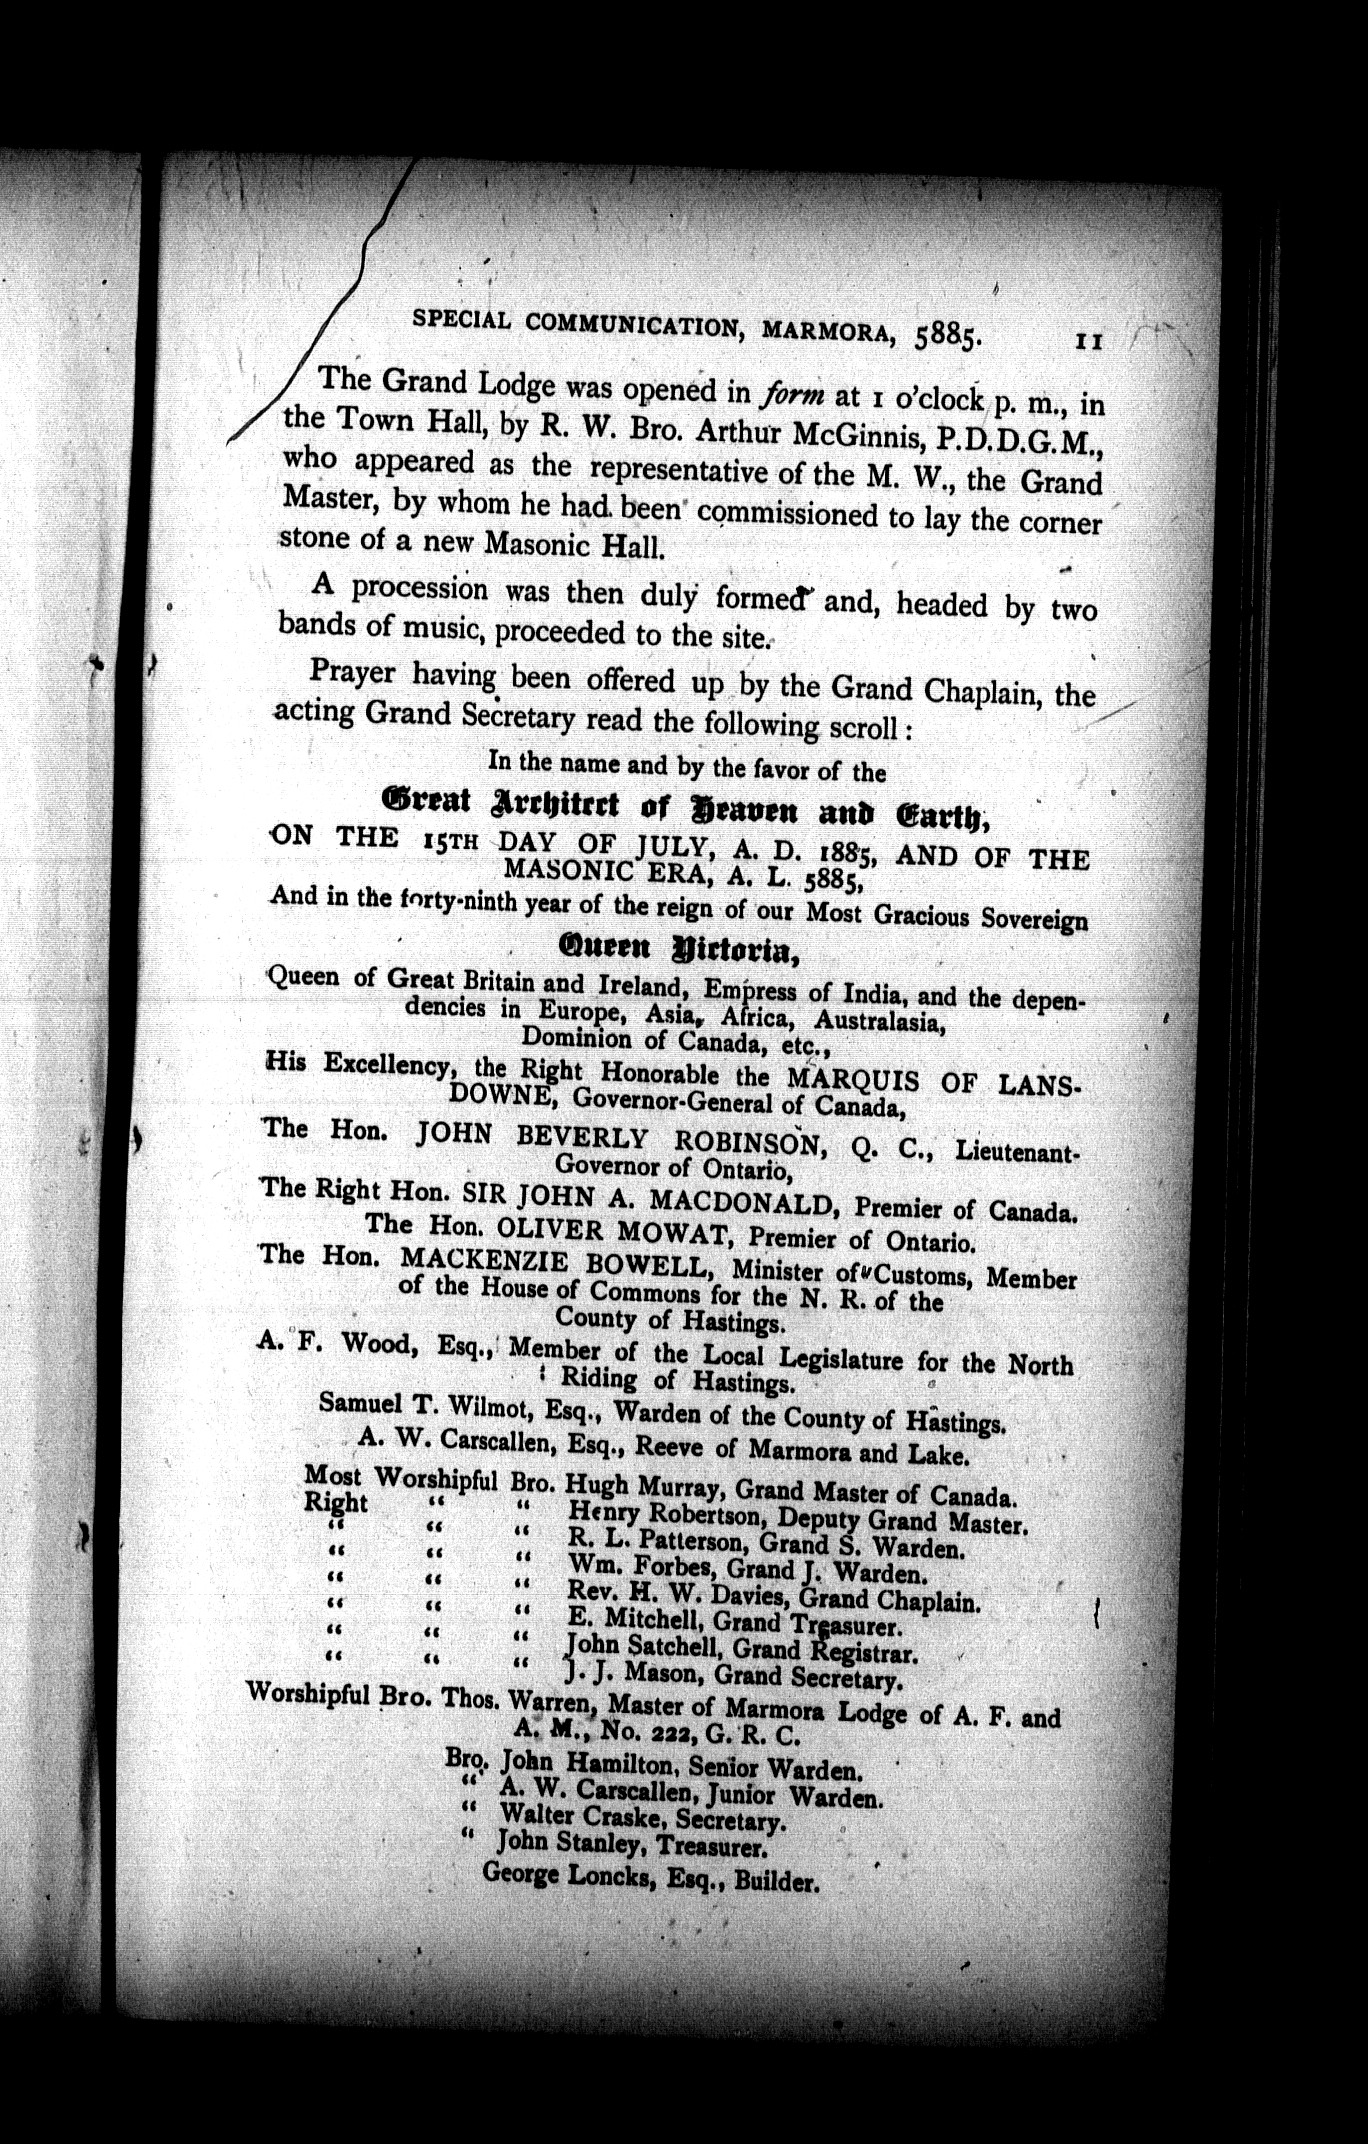 SPECIAL COMMUNICATION, MARMORA, 5885. 11
The Grand Lodge was opened in form at 1 o'clock p. m., in
the Town Hall, by R. W. Bro. Arthur McGinnis, P.D.D.G.M.,
who appeared as the representative of the M. W., the Grand
Master, by whom he had been commissioned to lay the corner
stone of a new Masonic Hall.
A procession was then duly formed and, headed by two
bands of music, proceeded to the site.
Prayer having been offered up by the Grand Chaplain, the
acting Grand Secretary read the following scroll :
In the name and by the favor of the
Great Architect of Heaven and Earth,
ON THE 15TH DAY OF JULY, A. D. 1885, AND OF THE
MASONIC ERA, A. L. 5885,
And in the forty-ninth year of the reign of our Most Gracious Sovereign
Queen Victoria,
Queen of Great Britain and Ireland, Empress of India, and the depen-
dencies in Europe, Asia, Africa, Australasia,
Dominion of Canada, etc.,
His Excellency, the Right Honorable the MARQUIS OF LANS-
DOWNE, Governor-General of Canada,
The Hon. JOHN BEVERLY ROBINSON, Q. C., Lieutenant-
Governor of Ontario,
The Right Hon. SIR JOHN A. MACDONALD, Premier of Canada.
The Hon. OLIVER MOWAT, Premier of Ontario.
The Hon. MACKENZIE BOWELL, Minister of Customs, Member
of the House of Commons for the N. R. of the
County of Hastings.
A. F. Wood, Esq., Member of the Local Legislature for the North
Riding of Hastings.
Samuel T. Wilmot, Esq., Warden of the County of Hastings.
A. W. Carscallen, Esq., Reeve of Marmora and Lake.
Most Worshipful Bro. Hugh Murray, Grand Master of Canada.
Right " " Henry Robertson, Deputy Grand Master.
" " " R. L. Patterson, Grand S. Warden.
" " " Wm. Forbes, Grand J. Warden.
" " " Rev. H. W. Davies, Grand Chaplain.
" " " E. Mitchell, Grand Treasurer.
" " " John Satchell, Grand Registrar.
" " " J. J. Mason, Grand Secretary.
Worshipful Bro. Thos. Warren, Master of Marmora Lodge of A. F. and
A. M., No. 222, G. R. C.
Bro. John Hamilton, Senior Warden.
" A. W. Carscallen, Junior Warden.
" Walter Craske, Secretary.
" John Stanley, Treasurer.
George Loncks, Esq., Builder.